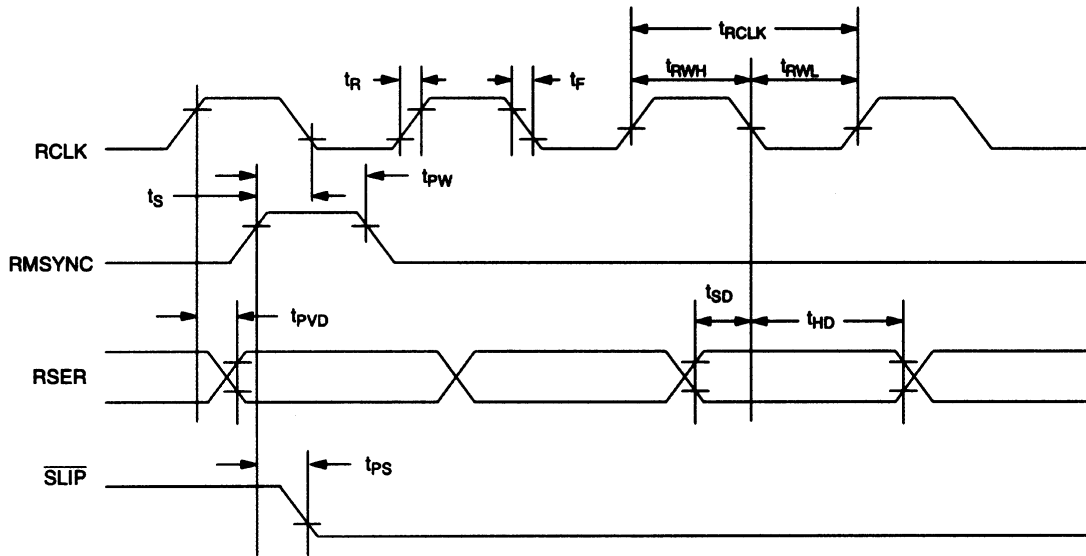 tRCLK
tR
tF
tRWH
tRWL
RCLK
tS
tPW
RMSYNC
tPVD
tSD
tHD
RSER
SLIP
tPS